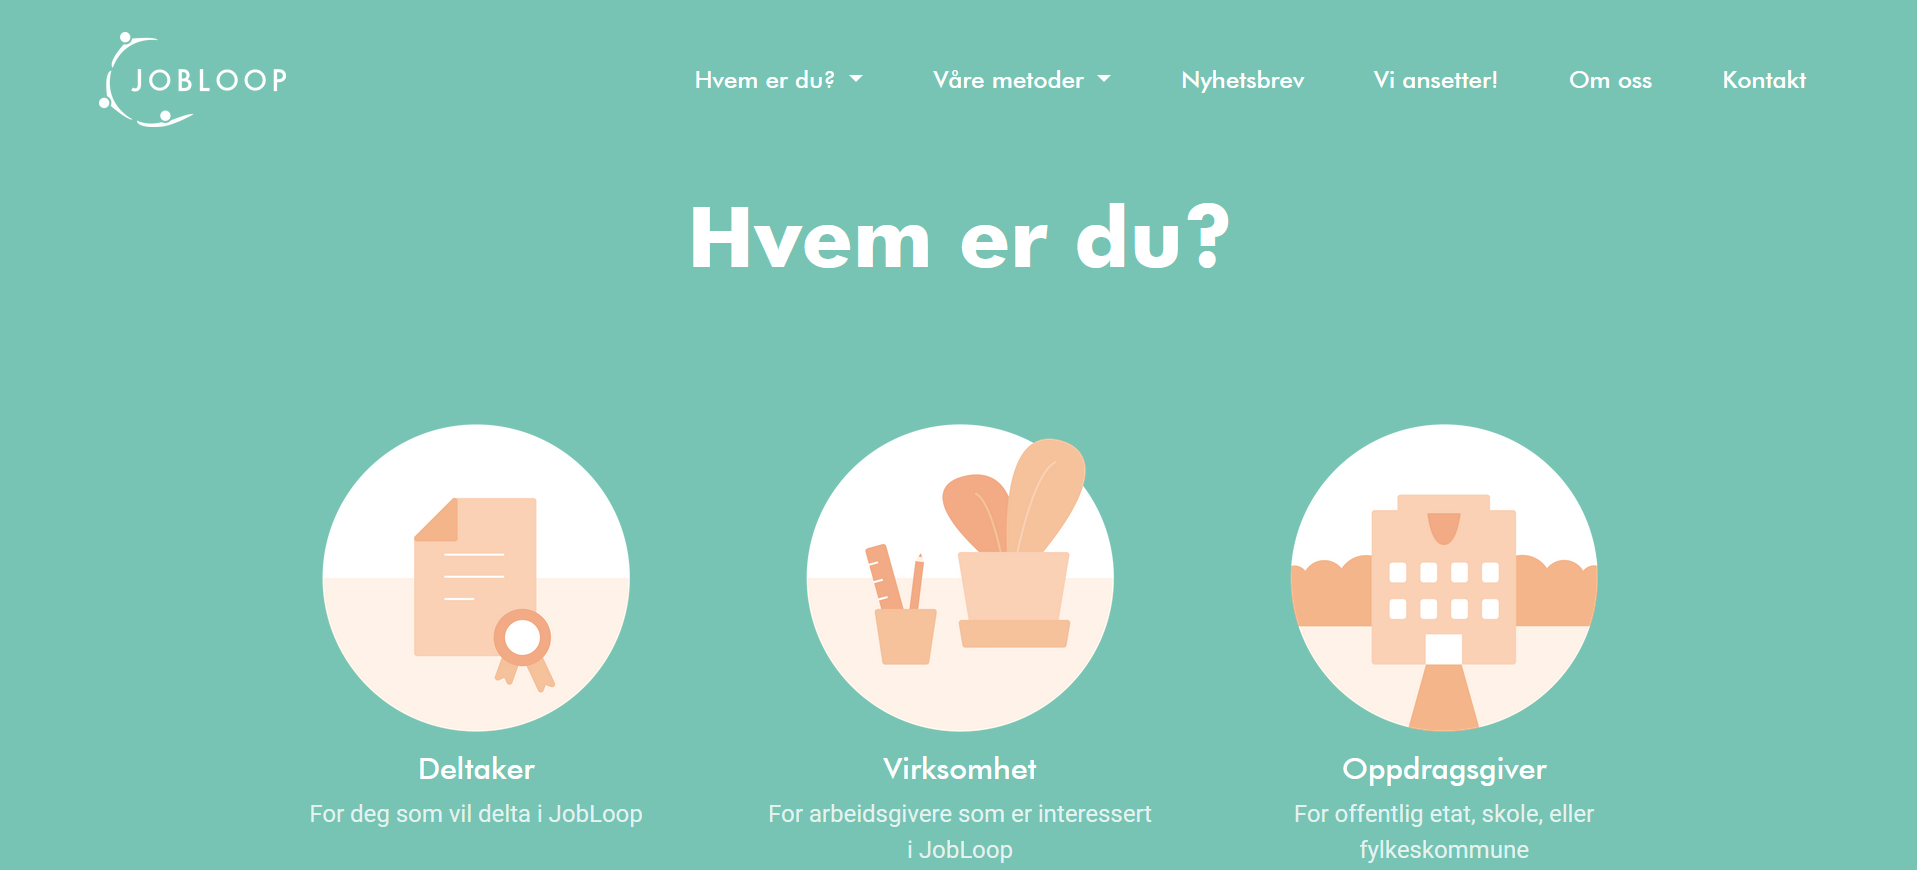 JOBLOOP
Hvem er du?
Våre metoder
Nyhetsbrev
Vi ansetter!
Om oss
Kontakt
Hvem er du?
Deltaker
For deg som vil delta i JobLoop
Virksomhet
For arbeidsgivere som er interessert
i JobLoop
Oppdragsgiver
For offentlig etat, skole, eller
fylkeskommune